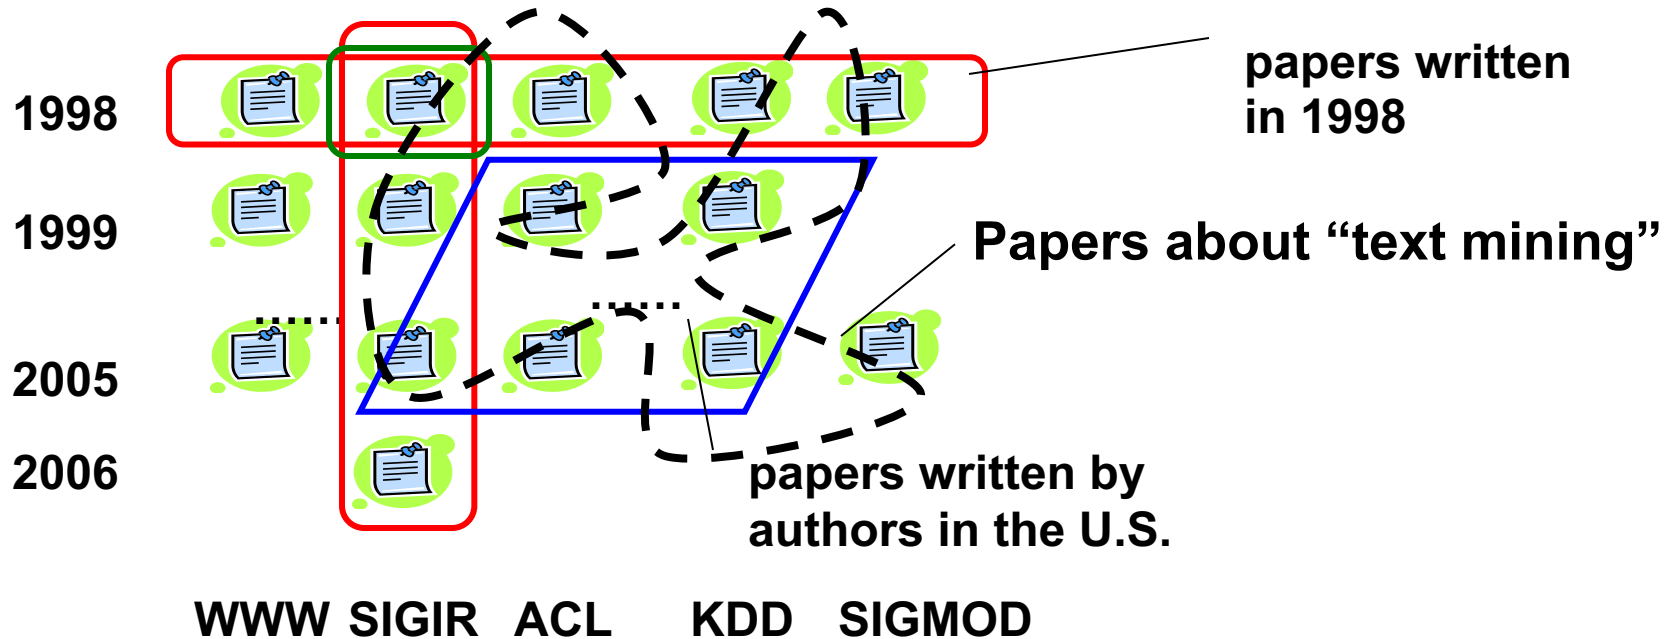 papers written
in 1998
1998
1999
Papers about “text mining”
2005
2006
papers written by
authors in the U.S.
WWW SIGIR ACL KDD SIGMOD